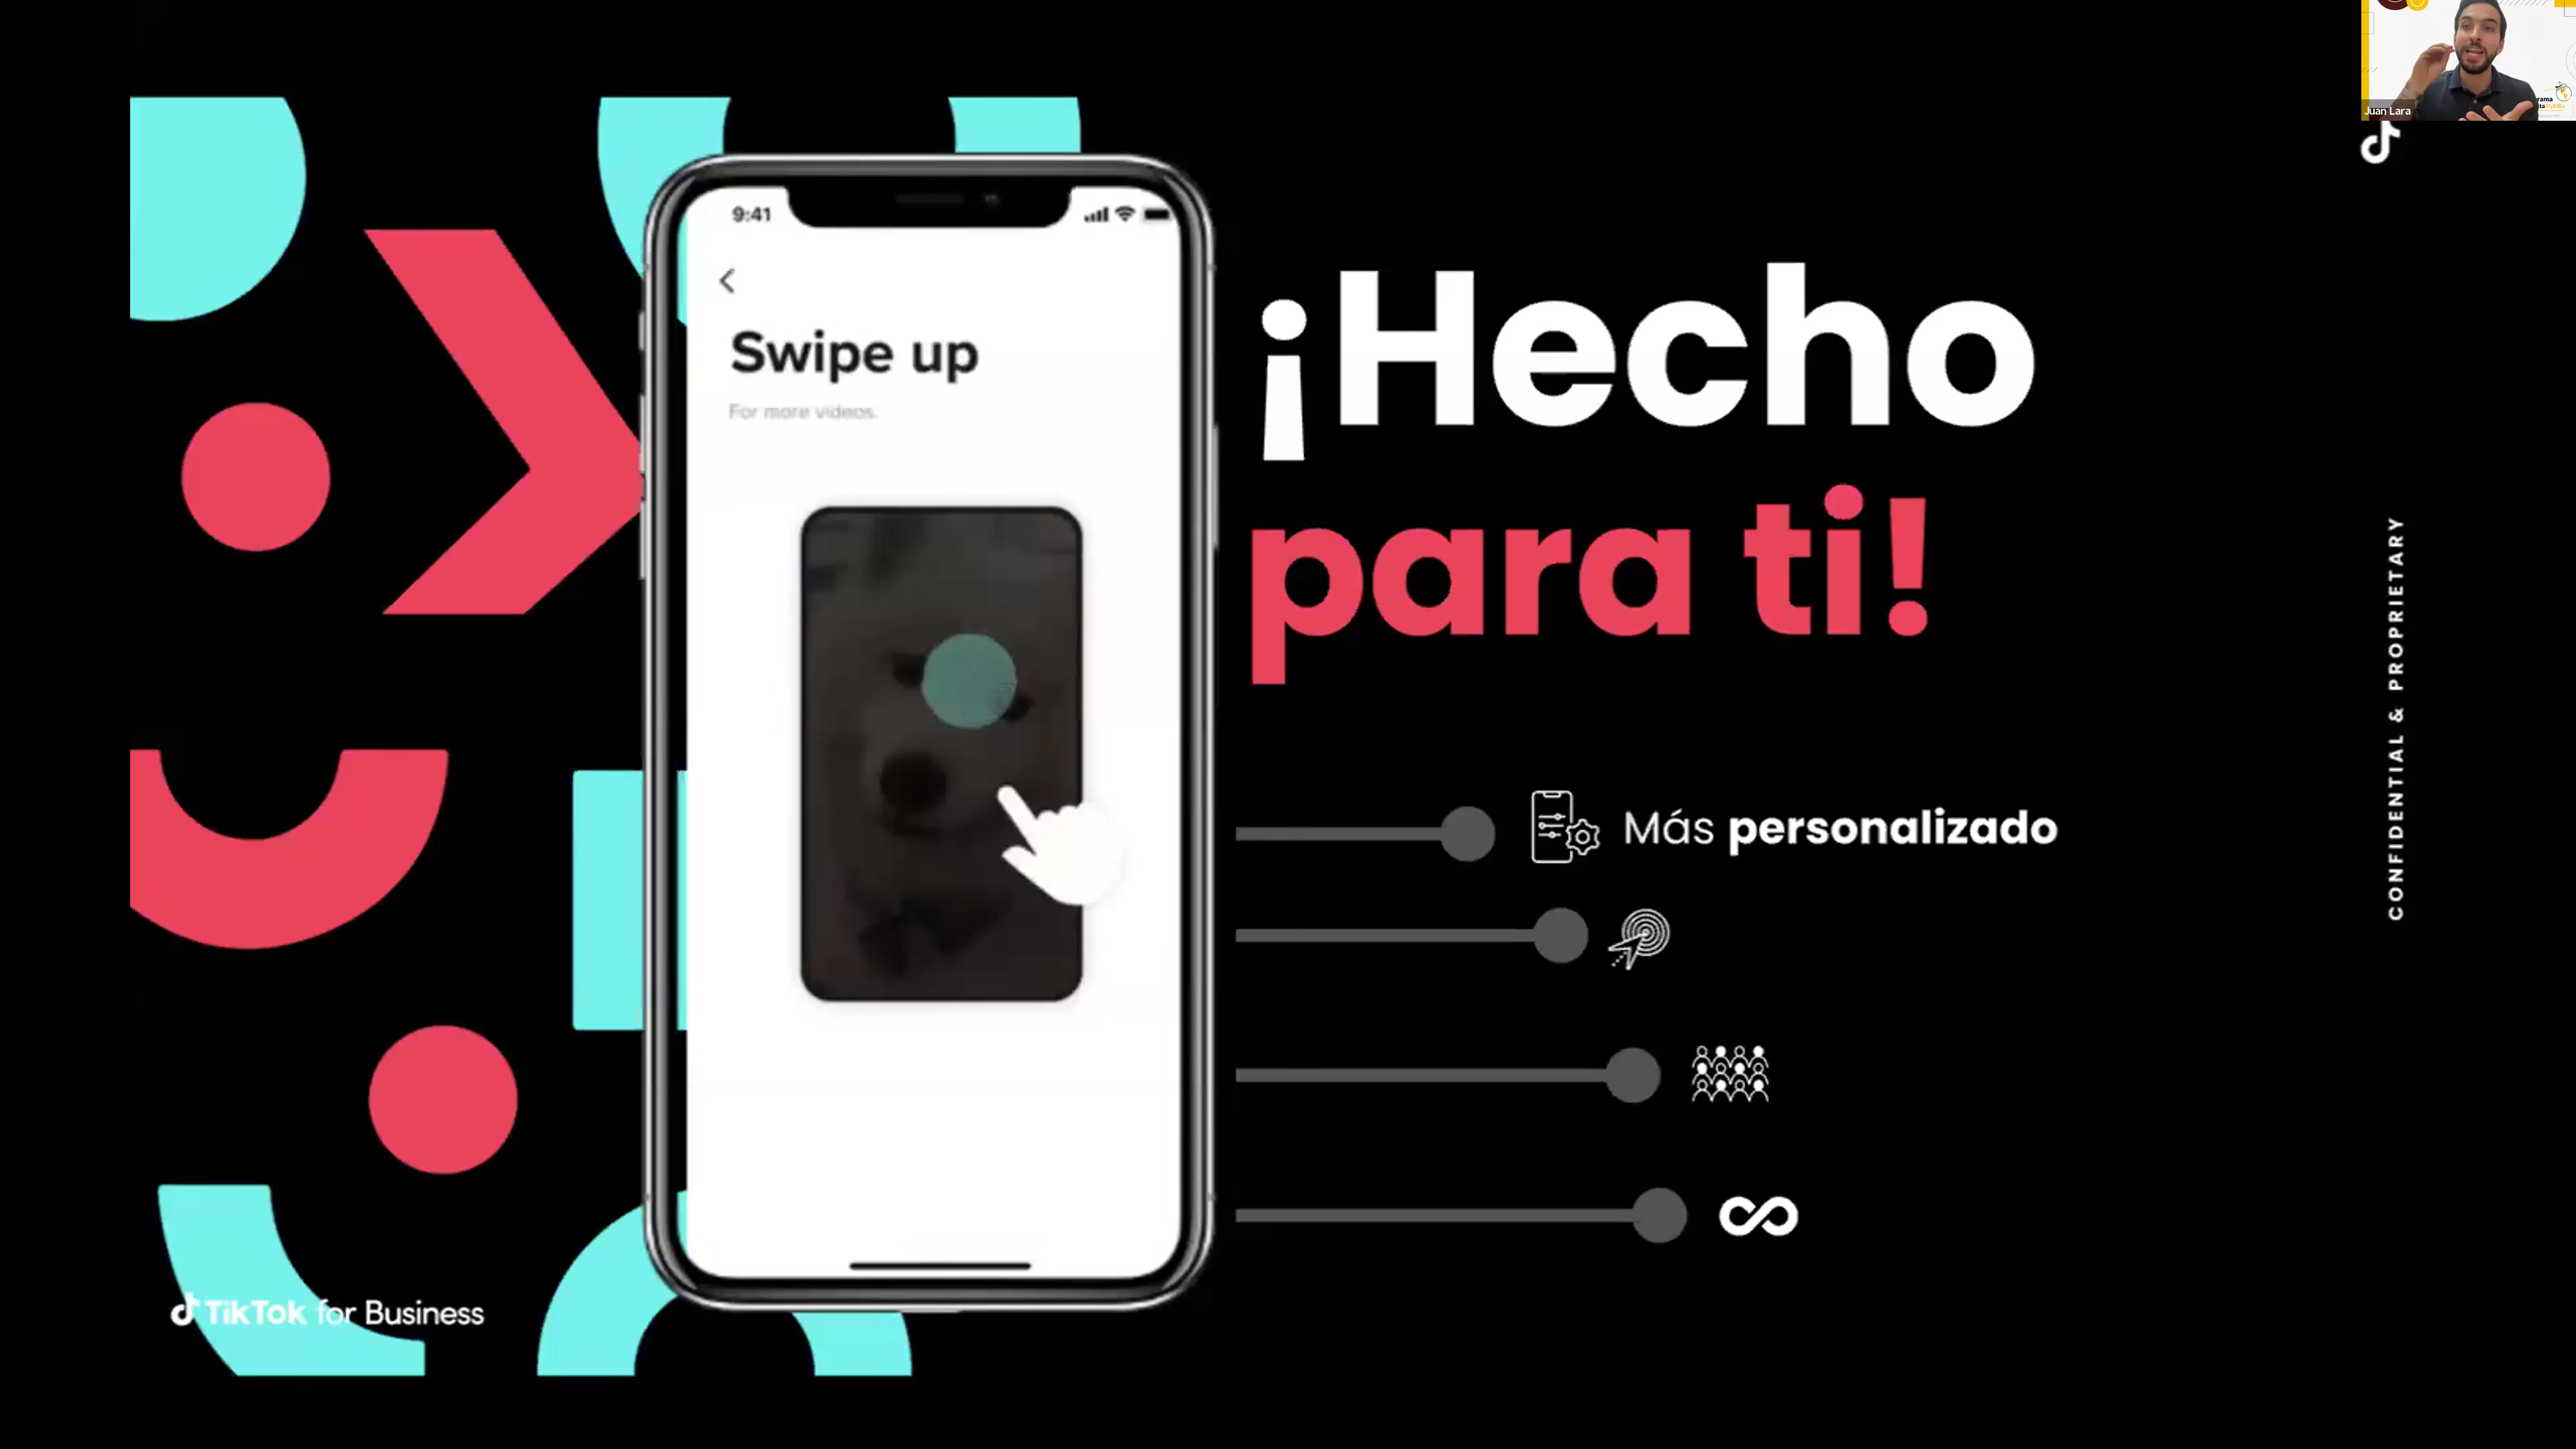 Juan Lara
9:41
Swipe up
For more videos.
¡Hecho
para ti!
Más personalizado
CONFIDENTIAL & PROPRIETARY
TikTok for Business